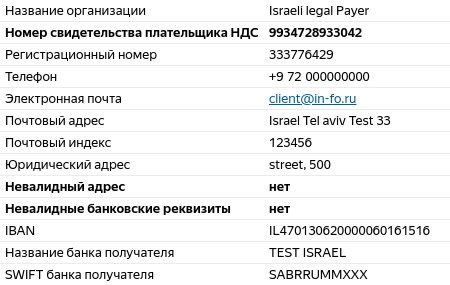 Название организации Israeli legal Payer
Номер свидетельства плательщика НДС 9934728933042
Регистрационный номер 333776429
Телефон +9 72 000000000
Электронная почта client@in-fo.ru
Почтовый адрес Israel Tel aviv Test 33
Почтовый индекс 123456
Юридический адрес street, 500
Невалидный адрес нет
Невалидные банковские реквизиты нет
IBAN IL470130620000060161516
Название банка получателя TEST ISRAEL
SWIFT банка получателя SABRRUMMXXX